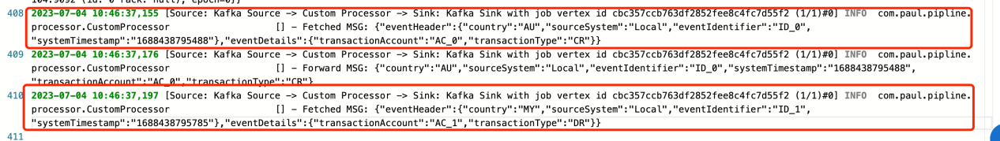 104.9092 (id: 0 rack: null), epoch=0}}
408 2023-07-04 10:46:37,155 [Source: Kafka Source -> Custom Processor -> Sink: Kafka Sink with job vertex id cbc357ccb763df2852fee8c4fc7d55f2 (1/1)#0] INFO com.paul.pipline.
processor.CustomProcessor [] - Fetched MSG: {"eventHeader":{"country":"AU","sourceSystem":"Local","eventIdentifier":"ID_0",
"systemTimestamp":"1688438795488"},"eventDetails":{"transactionAccount":"AC_0","transactionType":"CR"}}
409 2023-07-04 10:46:37,176 [Source: Kafka Source -> Custom Processor -> Sink: Kafka Sink with job vertex id cbc357ccb763df2852fee8c4fc7d55f2 (1/1)#0] INFO com.paul.pipline.
processor.CustomProcessor [] - Forward MSG: {"country":"AU","sourceSystem":"Local","eventIdentifier":"ID_0","systemTimestamp":"1688438795488",
"transactionAccount":"AC_0","transactionType":"CR"}
410 2023-07-04 10:46:37,197 [Source: Kafka Source -> Custom Processor -> Sink: Kafka Sink with job vertex id cbc357ccb763df2852fee8c4fc7d55f2 (1/1)#0] INFO com.paul.pipline.
processor.CustomProcessor [] - Fetched MSG: {"eventHeader":{"country":"MY","sourceSystem":"Local","eventIdentifier":"ID_1",
"systemTimestamp":"1688438795785"},"eventDetails":{"transactionAccount":"AC_1","transactionType":"DR"}}
411